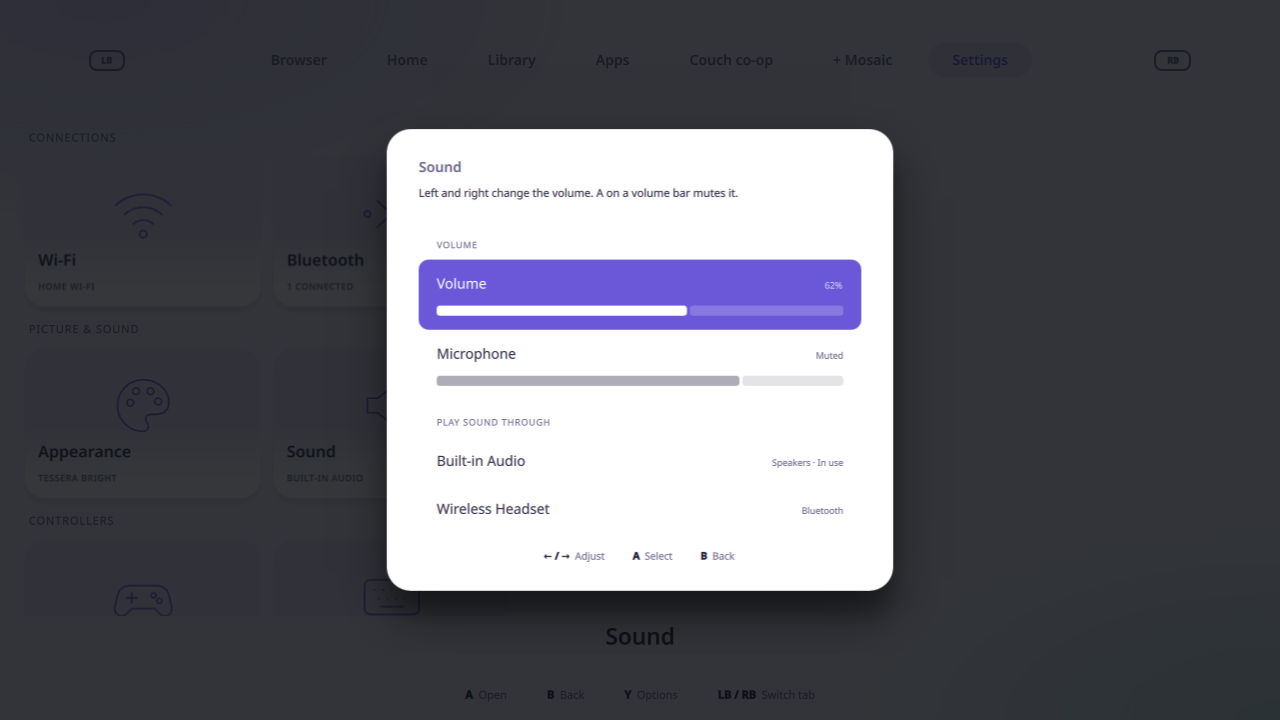 LB
Browser
Home
Library
Apps
Couch co-op
+ Mosaic
Settings
RB
CONNECTIONS
Wi-Fi
HOME WI-FI
Bluetooth
1 CONNECTED
PICTURE & SOUND
Appearance
TESSERA BRIGHT
Sound
BUILT-IN AUDIO
CONTROLLERS
Sound
Left and right change the volume. A on a volume bar mutes it.
VOLUME
Volume 62%
Microphone Muted
PLAY SOUND THROUGH
Built-in Audio Speakers · In use
Wireless Headset Bluetooth
←/→ Adjust A Select B Back
Sound
A Open B Back Y Options LB / RB Switch tab